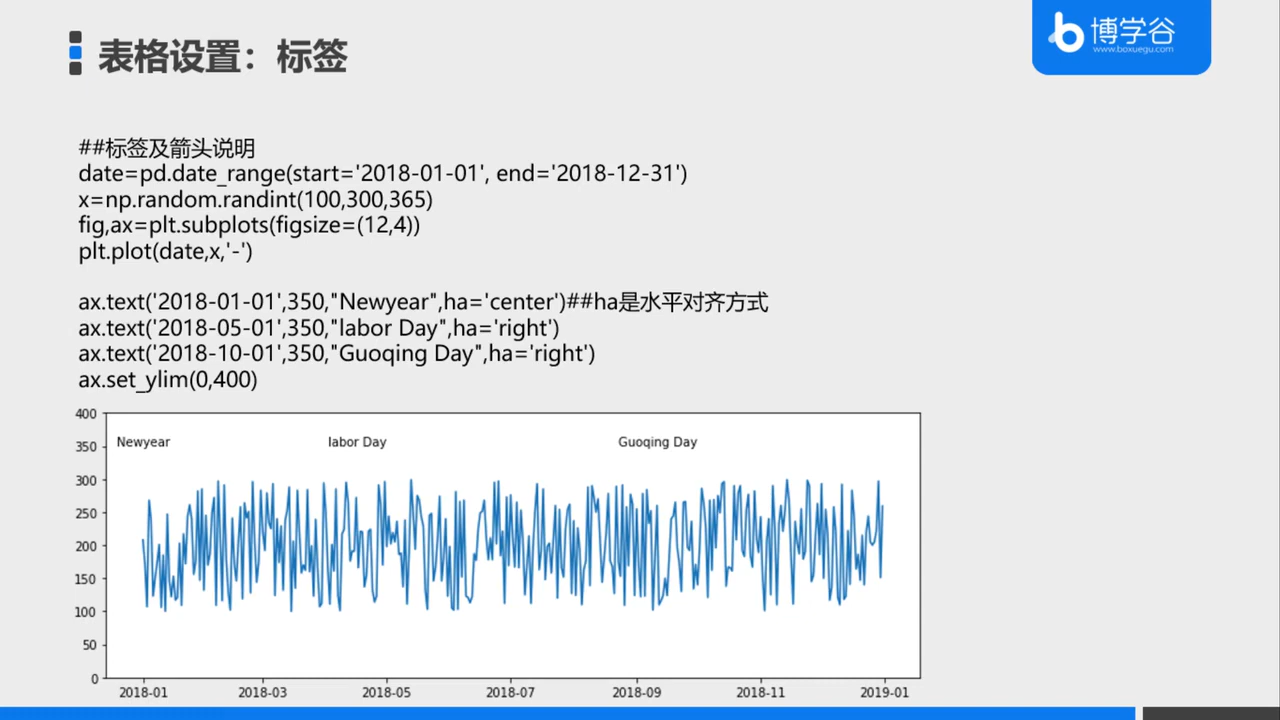 表格设置：标签
博学谷
www.boxuegu.com
##标签及箭头说明
date=pd.date_range(start='2018-01-01', end='2018-12-31')
x=np.random.randint(100,300,365)
fig,ax=plt.subplots(figsize=(12,4))
plt.plot(date,x,'-')
ax.text('2018-01-01',350,"Newyear",ha='center')##ha是水平对齐方式
ax.text('2018-05-01',350,"labor Day",ha='right')
ax.text('2018-10-01',350,"Guoqing Day",ha='right')
ax.set_ylim(0,400)
400
Newyear labor Day Guoqing Day
350
300
250
200
150
100
50
0
2018-01 2018-03 2018-05 2018-07 2018-09 2018-11 2019-01